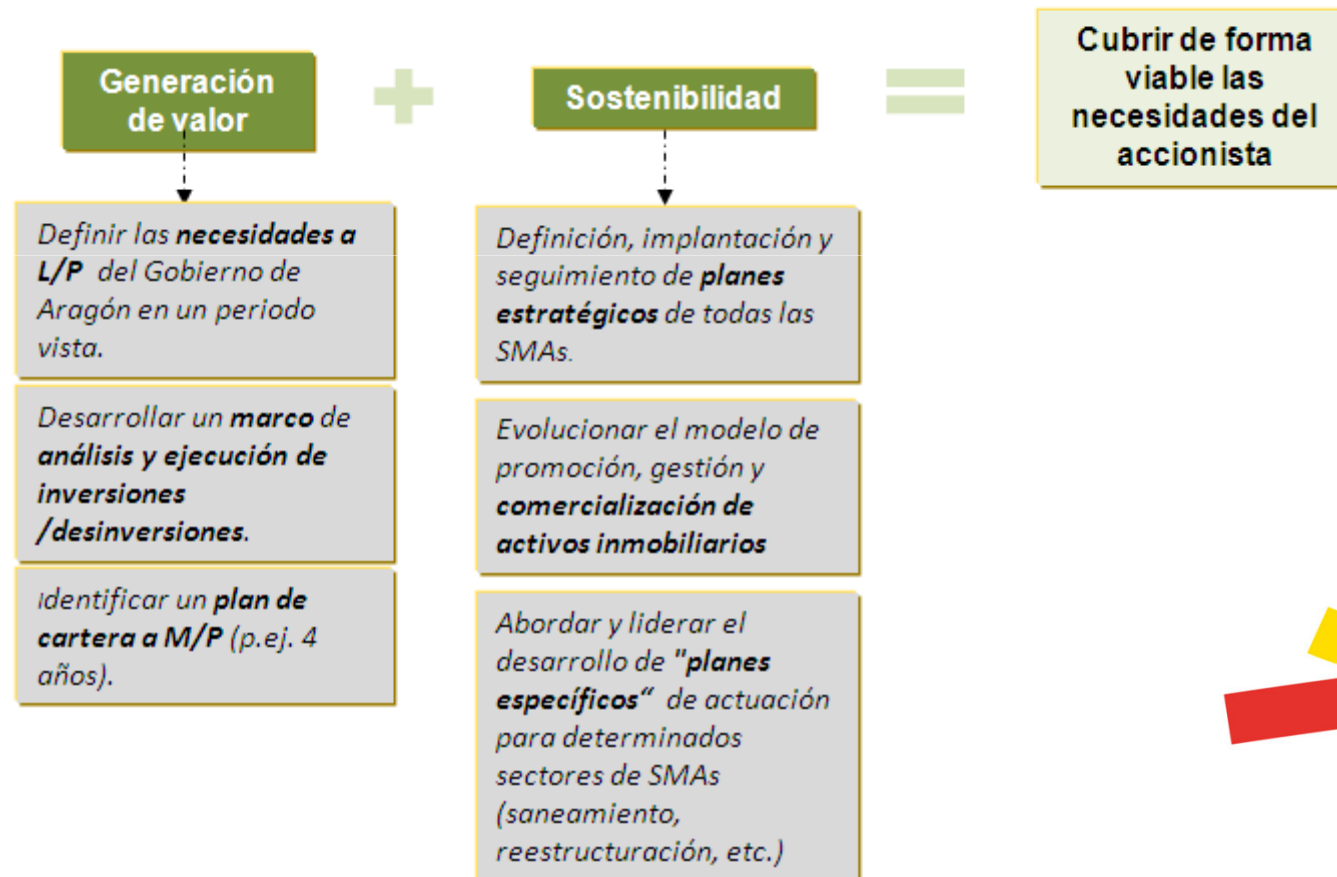 Generación
de valor
+
Sostenibilidad
=
Cubrir de forma
viable las
necesidades del
accionista
Definir las necesidades a
L/P del Gobierno de
Aragón en un periodo
vista.
Desarrollar un marco de
análisis y ejecución de
inversiones
/desinversiones.
Identificar un plan de
cartera a M/P (p.ej. 4
años).
Definición, implantación y
seguimiento de planes
estratégicos de todas las
SMAs.
Evolucionar el modelo de
promoción, gestión y
comercialización de
activos inmobiliarios
Abordar y liderar el
desarrollo de "planes
específicos“ de actuación
para determinados
sectores de SMAs
(saneamiento,
reestructuración, etc.)